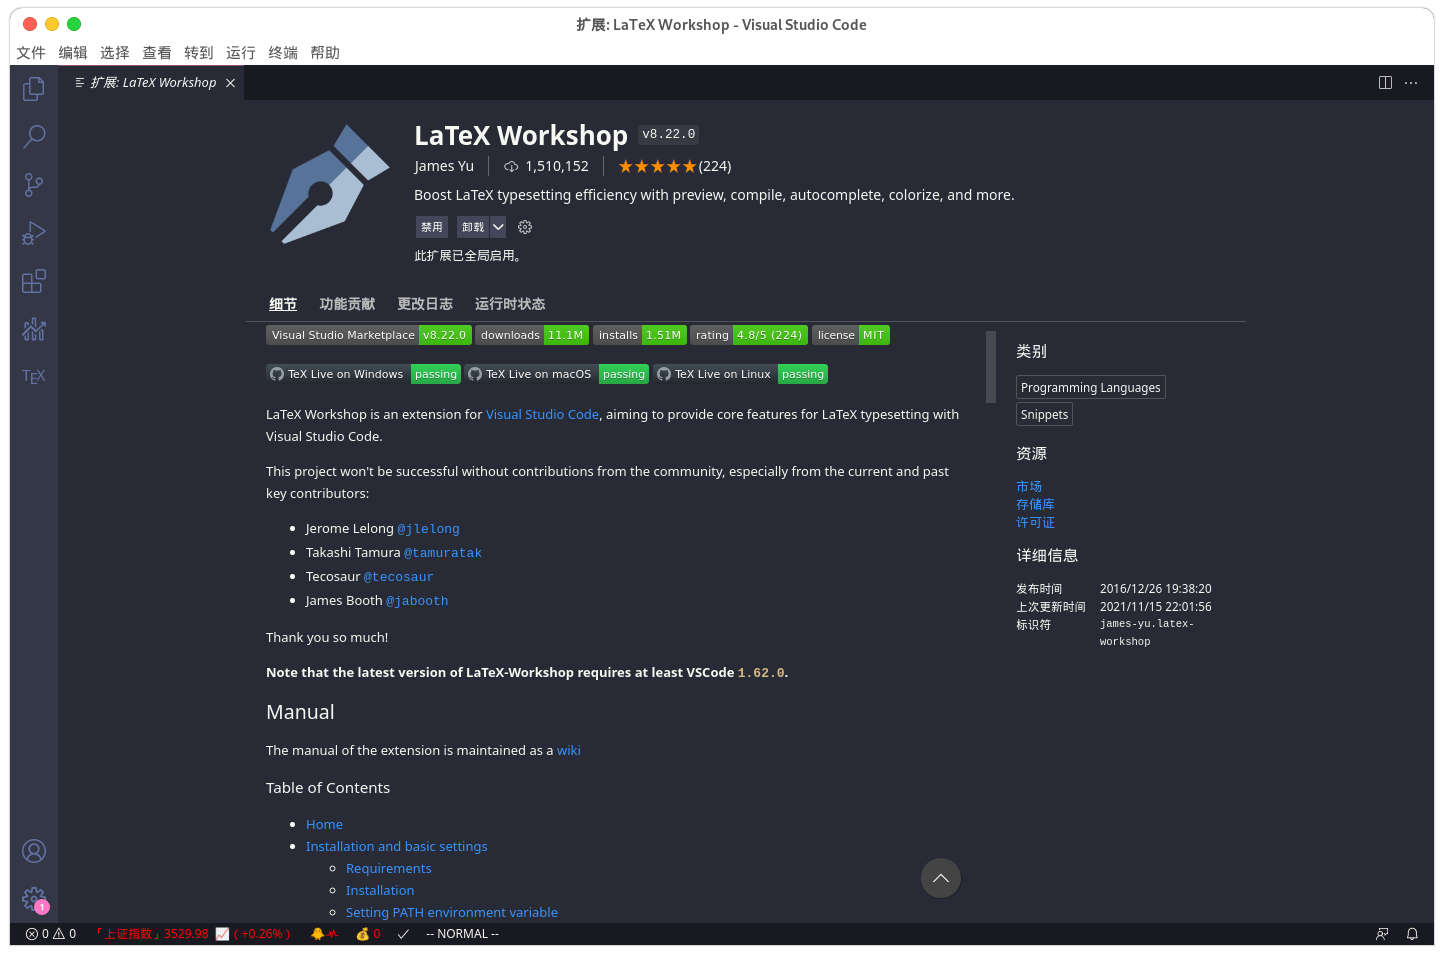 扩展: LaTeX Workshop - Visual Studio Code
文件 编辑 选择 查看 转到 运行 终端 帮助
扩展: LaTeX Workshop
LaTeX Workshop v8.22.0
James Yu 1,510,152 ★★★★★(224)
Boost LaTeX typesetting efficiency with preview, compile, autocomplete, colorize, and more.
禁用 卸载
此扩展已全局启用。
细节 功能贡献 更改日志 运行时状态
Visual Studio Marketplace v8.22.0 downloads 11.1M installs 1.51M rating 4.8/5 (224) license MIT
TeX Live on Windows passing TeX Live on macOS passing TeX Live on Linux passing
LaTeX Workshop is an extension for Visual Studio Code, aiming to provide core features for LaTeX typesetting with
Visual Studio Code.
This project won't be successful without contributions from the community, especially from the current and past
key contributors:
• Jerome Lelong @jlelong
• Takashi Tamura @tamuratak
• Tecosaur @tecosaur
• James Booth @jabooth
Thank you so much!
Note that the latest version of LaTeX-Workshop requires at least VSCode 1.62.0.
Manual
The manual of the extension is maintained as a wiki
Table of Contents
• Home
• Installation and basic settings
◦ Requirements
◦ Installation
◦ Setting PATH environment variable
类别
Programming Languages
Snippets
资源
市场
存储库
许可证
详细信息
发布时间 2016/12/26 19:38:20
上次更新时间 2021/11/15 22:01:56
标识符 james-yu.latex-
workshop
TEX
1
0 0 「上证指数」3529.98 📈 ( +0.26% ) 🐥 💰 0 -- NORMAL --